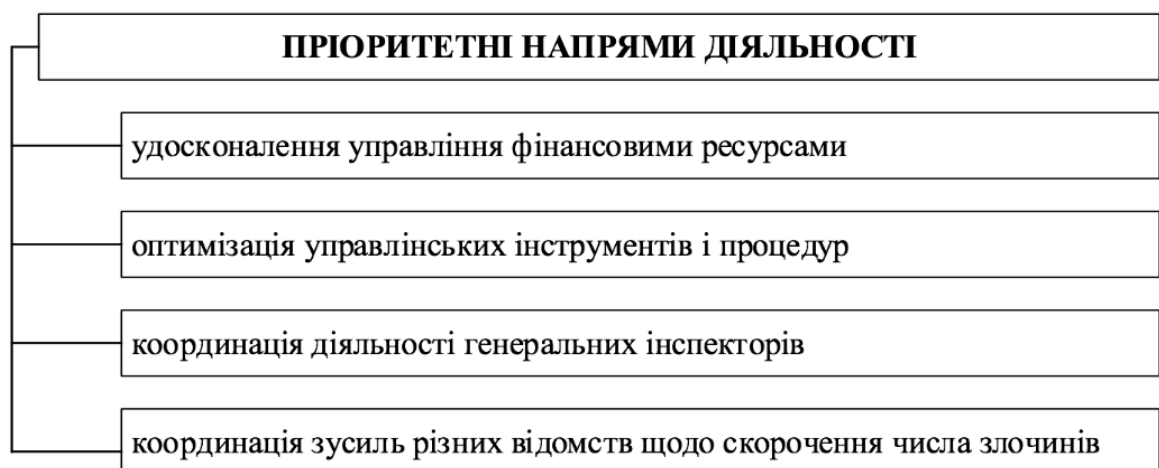 ПРІОРИТЕТНІ НАПРЯМИ ДІЯЛЬНОСТІ
удосконалення управління фінансовими ресурсами
оптимізація управлінських інструментів і процедур
координація діяльності генеральних інспекторів
координація зусиль різних відомств щодо скорочення числа злочинів